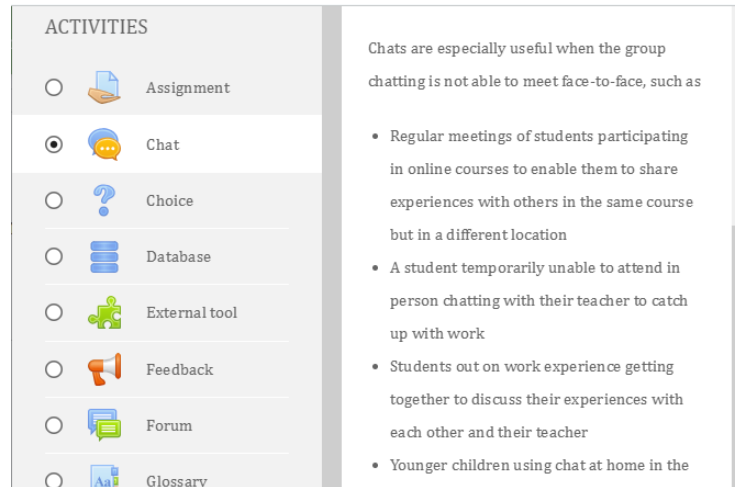 ACTIVITIES
Assignment
Chat
Choice
Database
External tool
Feedback
Forum
Aa
Glossary
Chats are especially useful when the group
chatting is not able to meet face-to-face, such as
• Regular meetings of students participating
in online courses to enable them to share
experiences with others in the same course
but in a different location
• A student temporarily unable to attend in
person chatting with their teacher to catch
up with work
• Students out on work experience getting
together to discuss their experiences with
each other and their teacher
• Younger children using chat at home in the